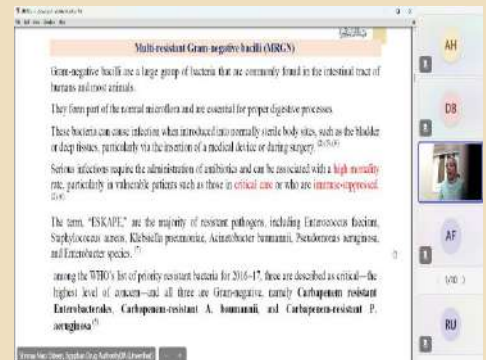 Multi-resistant Gram-negative bacilli (MRGN)
Gram-negative bacilli are a large group of bacteria that are commonly found in the intestinal tract of
humans and most animals.
They form part of the normal microflora and are essential for proper digestive processes.
These bacteria can cause infection when introduced into normally sterile body sites, such as the bladder
or deep tissues, particularly via the insertion of a medical device or during surgery.
Serious infections require the administration of antibiotics and can be associated with a high mortality
rate, particularly in vulnerable patients such as those in critical care or who are immune-suppressed.
The term, "ESKAPE," are the majority of resistant pathogens, including Enterococcus faecium,
Staphylococcus aureus, Klebsiella pneumoniae, Acinetobacter baumannii, Pseudomonas aeruginosa,
and Enterobacter species.
among the WHO's list of priority resistant bacteria for 2016–17, three are described as critical—the
highest level of concern—and all three are Gram-negative, namely Carbapenem resistant
Enterobacterales, Carbapenem-resistant A. baumannii, and Carbapenem-resistant P.
aeruginosa
AH
DB
AF
1/10
RU